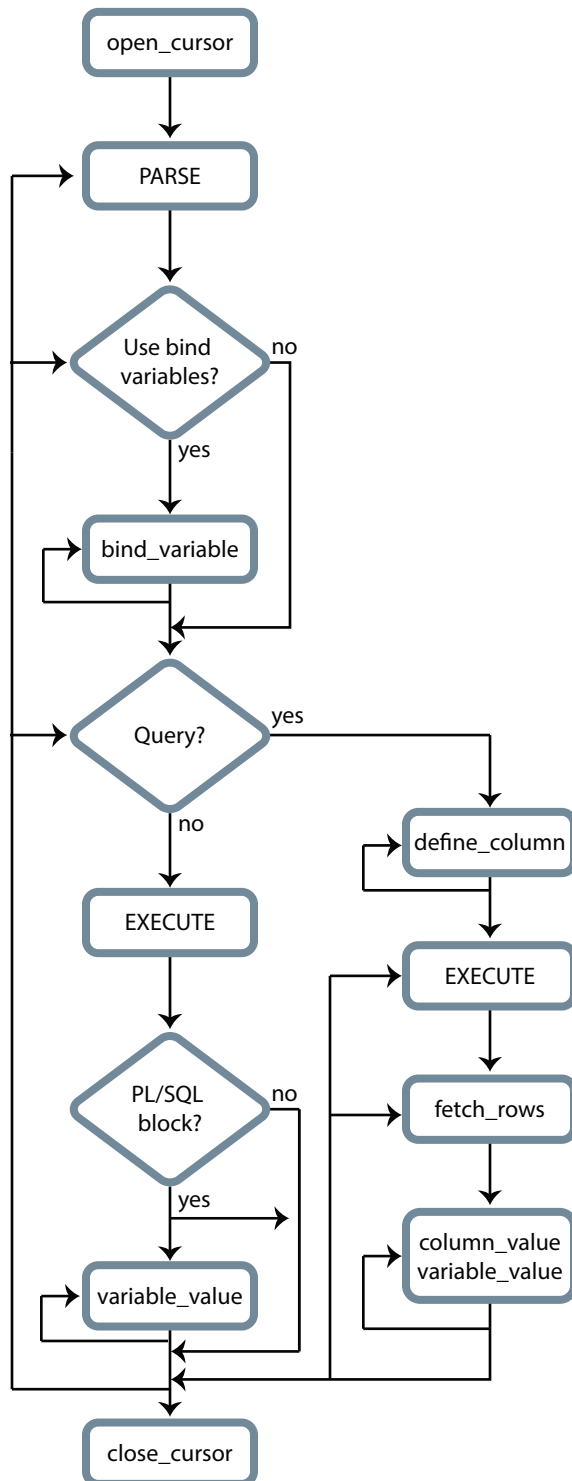 open_cursor
PARSE
Use bind
variables?
no
yes
bind_variable
Query?
yes
no
define_column
EXECUTE
EXECUTE
PL/SQL
block?
no
fetch_rows
yes
column_value
variable_value
variable_value
close_cursor